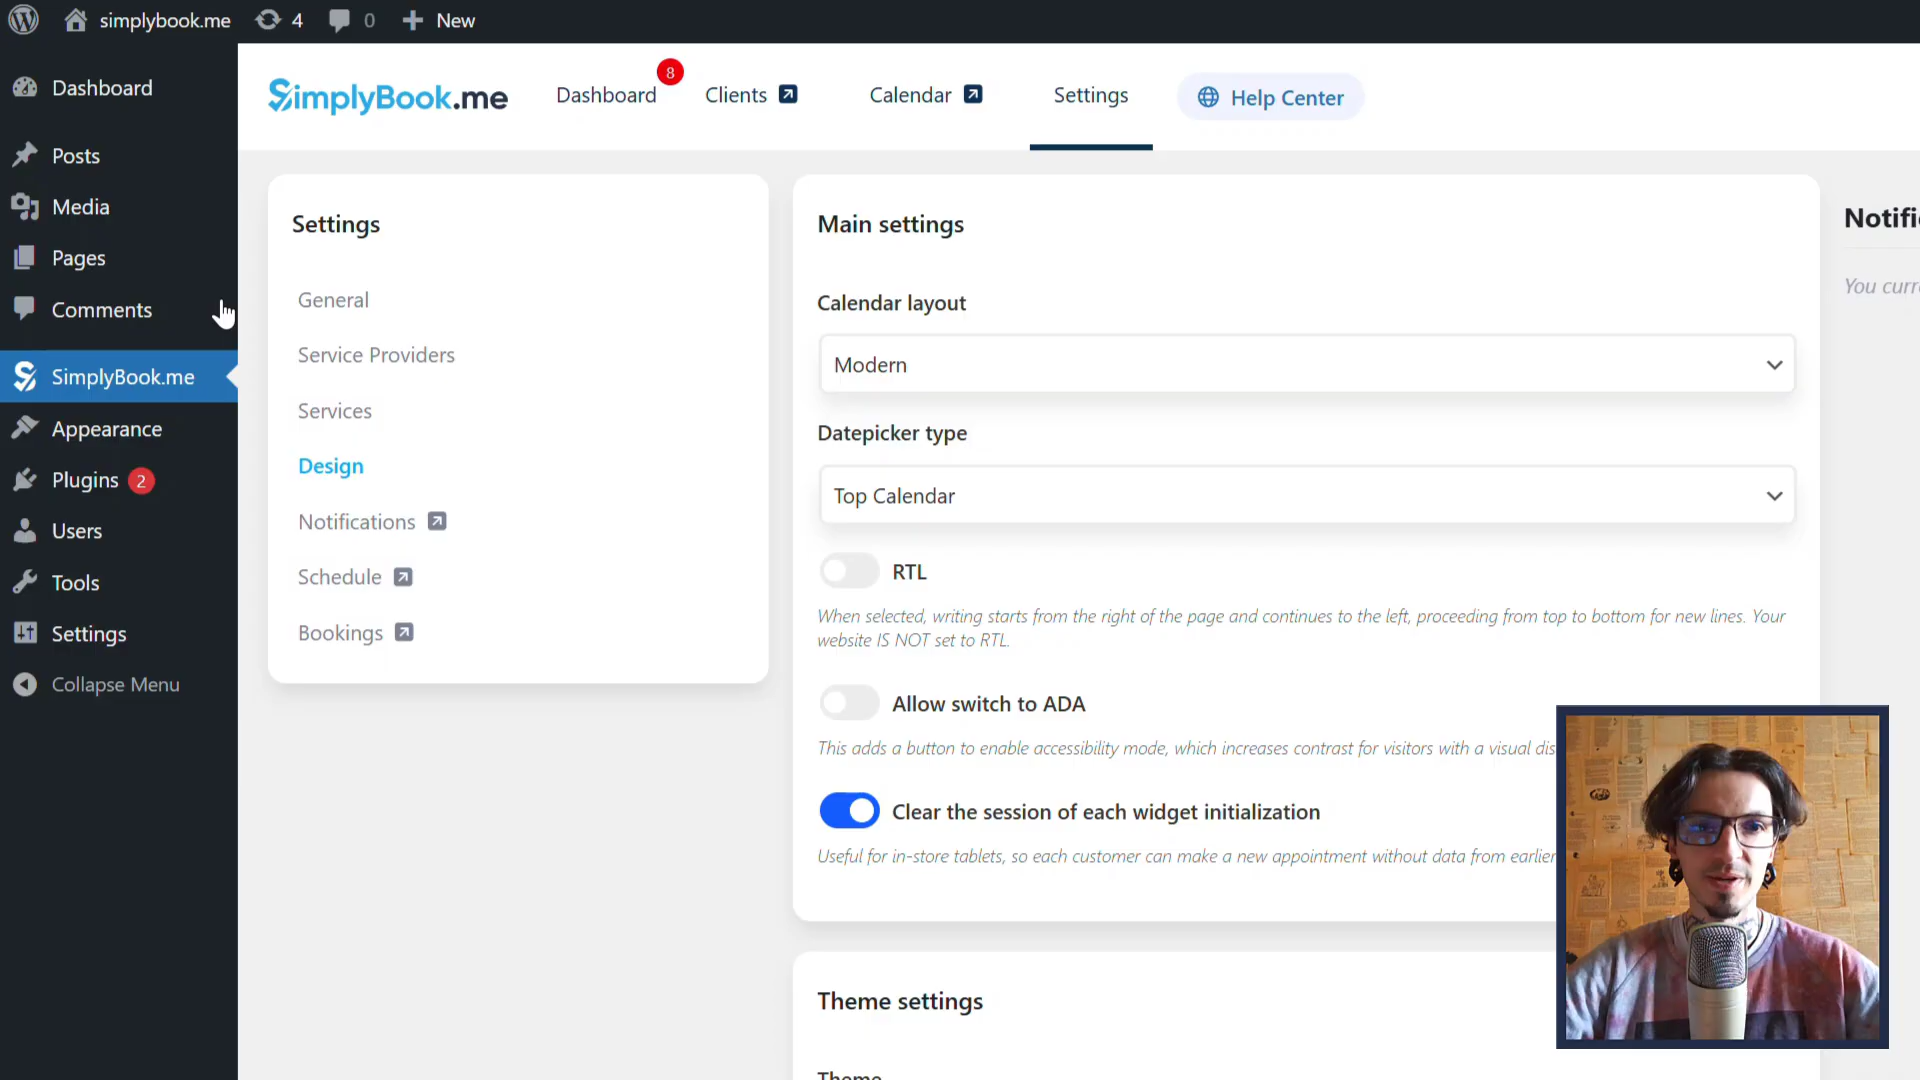 simplybook.me 4 0 New
Dashboard
Posts
Media
Pages
Comments
SimplyBook.me
Appearance
Plugins 2
Users
Tools
Settings
Collapse Menu
SimplyBook.me Dashboard 8 Clients Calendar Settings Help Center
Settings
General
Service Providers
Services
Design
Notifications
Schedule
Bookings
Main settings
Calendar layout
Modern
Datepicker type
Top Calendar
RTL
When selected, writing starts from the right of the page and continues to the left, proceeding from top to bottom for new lines. Your
website IS NOT set to RTL.
Allow switch to ADA
This adds a button to enable accessibility mode, which increases contrast for visitors with a visual dis
Clear the session of each widget initialization
Useful for in-store tablets, so each customer can make a new appointment without data from earlier
Theme settings
Theme
Notifi
You curr